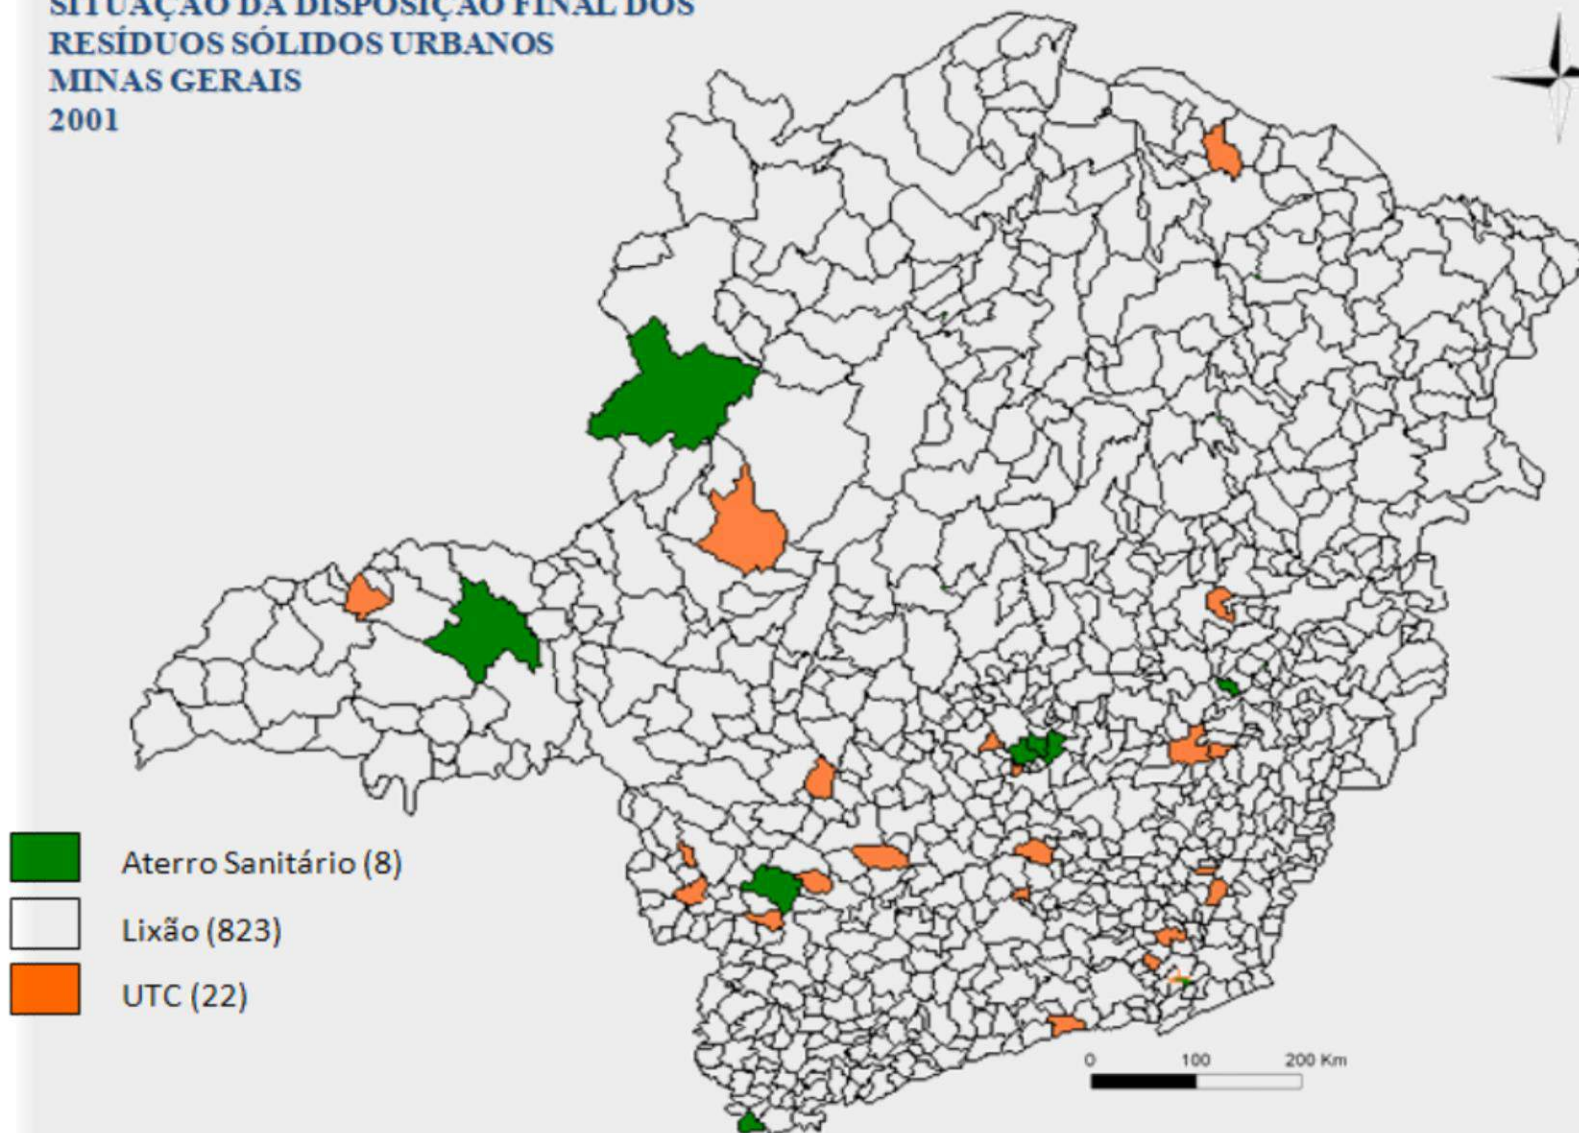 SITUAÇÃO DA DISPOSIÇÃO FINAL DOS
RESÍDUOS SÓLIDOS URBANOS
MINAS GERAIS
2001
Aterro Sanitário (8)
Lixão (823)
UTC (22)
0 100 200 Km